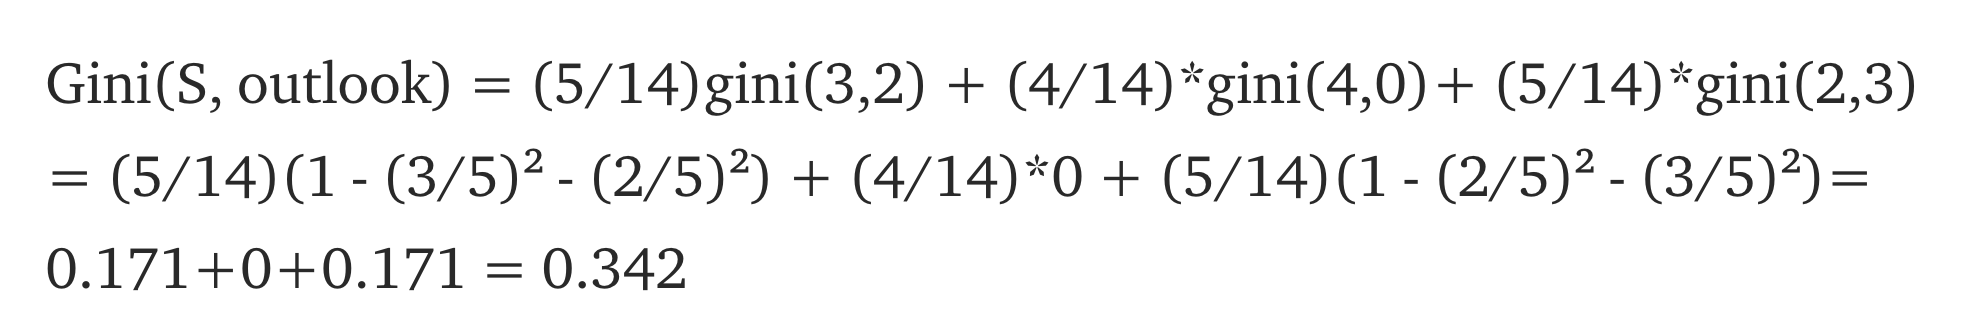 Gini(S, outlook) = (5/14)gini(3,2) + (4/14)*gini(4,0)+ (5/14)*gini(2,3)
= (5/14)(1 - (3/5)² - (2/5)²) + (4/14)*0 + (5/14)(1 - (2/5)² - (3/5)²)=
0.171+0+0.171 = 0.342